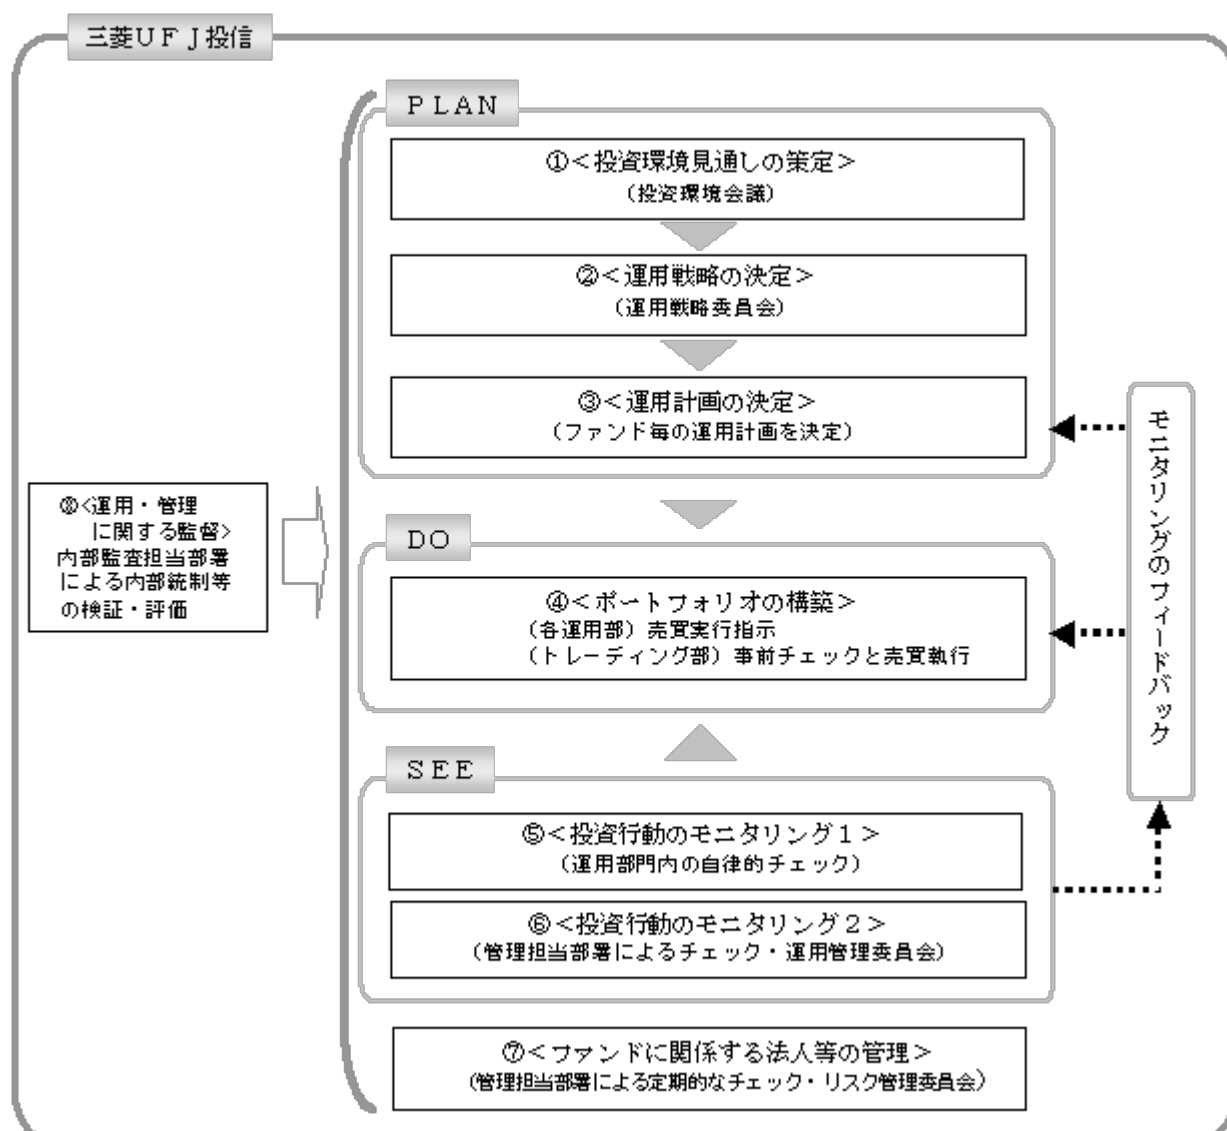 三菱ＵＦＪ投信
ＰＬＡＮ
①＜投資環境見通しの策定＞
（投資環境会議）
②＜運用戦略の決定＞
（運用戦略委員会）
③＜運用計画の決定＞
（ファンド毎の運用計画を決定）
⑧<運用・管理
に関する監督>
内部監査担当部署
による内部統制等
の検証・評価
ＤＯ
④＜ポートフォリオの構築＞
（各運用部）売買実行指示
（トレーディング部）事前チェックと売買執行
モニタリングのフィードバック
ＳＥＥ
⑤＜投資行動のモニタリング１＞
（運用部門内の自律的チェック）
⑥＜投資行動のモニタリング２＞
（管理担当部署によるチェック・運用管理委員会）
⑦＜ファンドに関係する法人等の管理＞
（管理担当部署による定期的なチェック・リスク管理委員会）